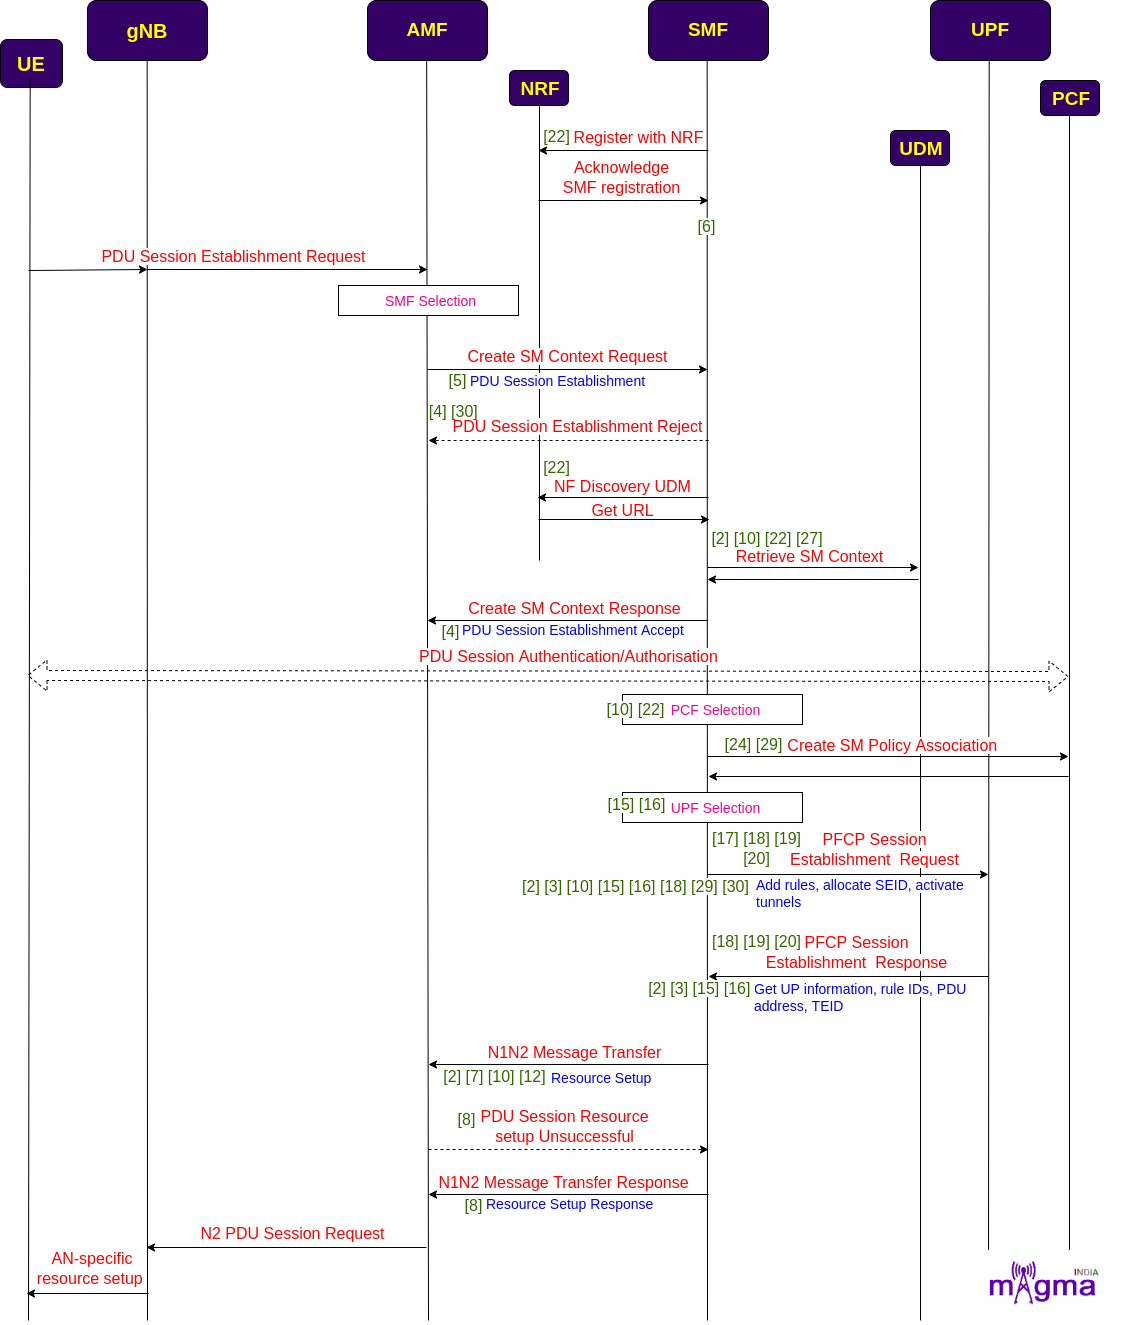 gNB
AMF
SMF
UPF
UE
NRF
PCF
UDM
[22] Register with NRF
Acknowledge
SMF registration
[6]
PDU Session Establishment Request
SMF Selection
Create SM Context Request
[5] PDU Session Establishment
[4] [30]
PDU Session Establishment Reject
[22]
NF Discovery UDM
Get URL
[2] [10] [22] [27]
Retrieve SM Context
Create SM Context Response
[4] PDU Session Establishment Accept
PDU Session Authentication/Authorisation
[10] [22] PCF Selection
[24] [29] Create SM Policy Association
[15] [16] UPF Selection
[17] [18] [19] PFCP Session
[20] Establishment Request
[2] [3] [10] [15] [16] [18] [29] [30] Add rules, allocate SEID, activate
tunnels
[18] [19] [20] PFCP Session
Establishment Response
[2] [3] [15] [16] Get UP information, rule IDs, PDU
address, TEID
N1N2 Message Transfer
[2] [7] [10] [12] Resource Setup
[8] PDU Session Resource
setup Unsuccessful
N1N2 Message Transfer Response
[8] Resource Setup Response
N2 PDU Session Request
AN-specific
resource setup
INDIA
magma